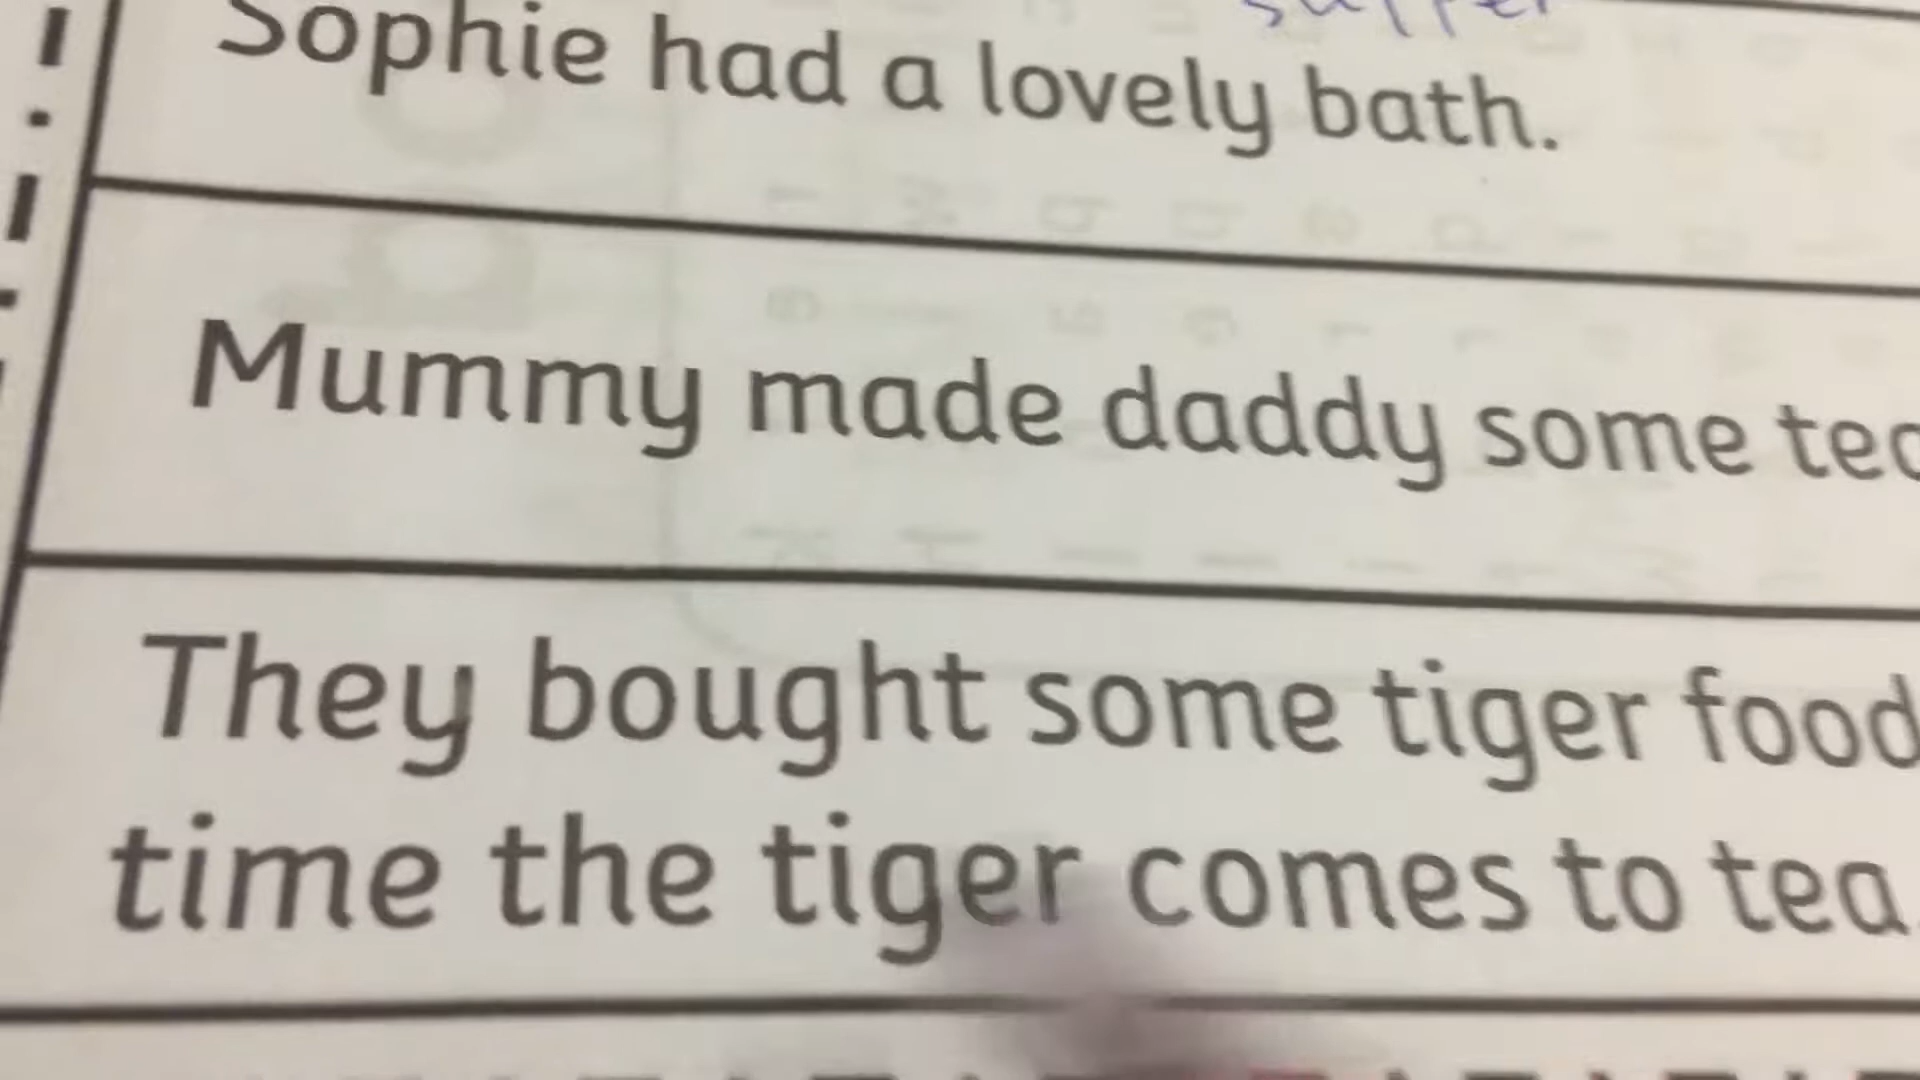 supper
Sophie had a lovely bath.
Mummy made daddy some
They bought some tiger food
time the tiger comes to tea.